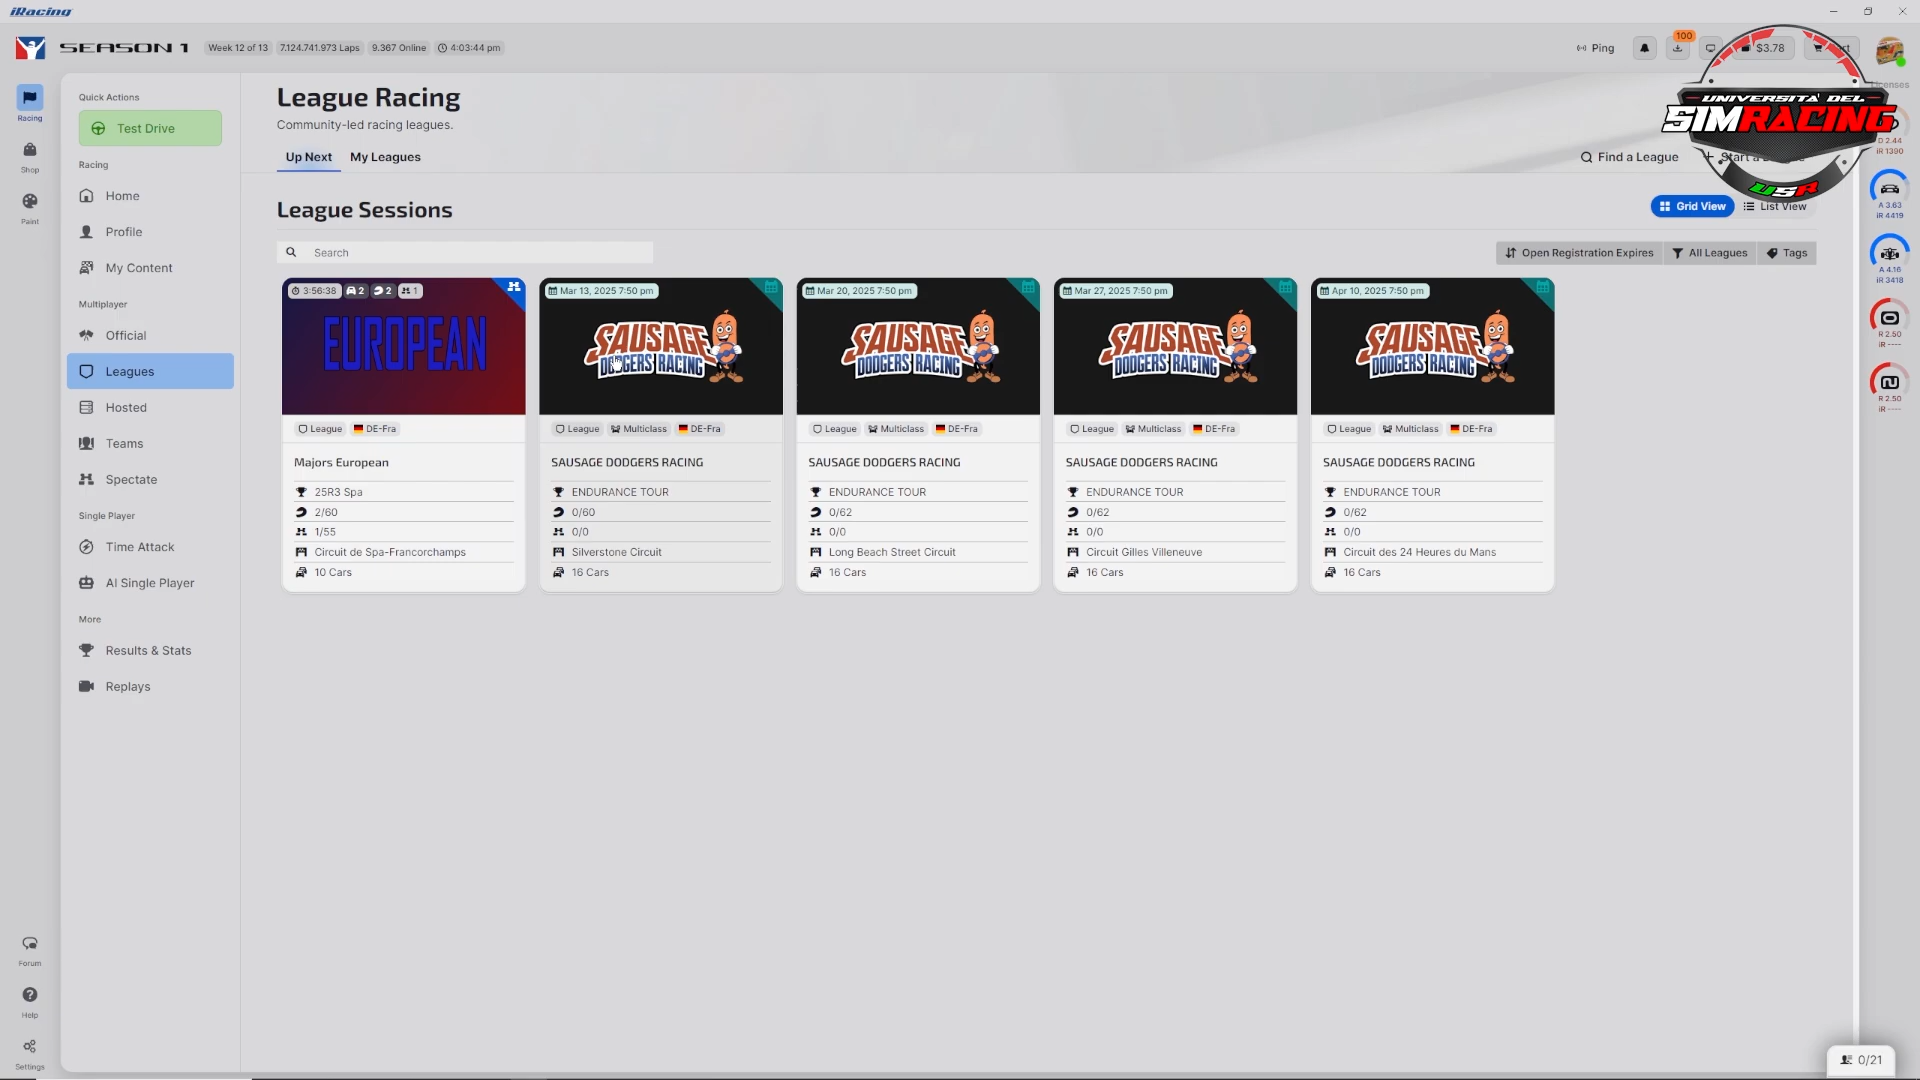 iRacing
SEASON 1
Week 12 of 13
7.124.741.973 Laps
9.367 Online
4:03:44 pm
Ping
100
$3.78
UNIVERSITÀ DEL
SIMRACING
USR
Racing
Shop
Paint
Forum
Help
Settings
Quick Actions
Test Drive
Racing
Home
Profile
My Content
Multiplayer
Official
Leagues
Hosted
Teams
Spectate
Single Player
Time Attack
AI Single Player
More
Results & Stats
Replays
League Racing
Community-led racing leagues.
Up Next
My Leagues
Find a League
Start a
League Sessions
Grid View
List View
Search
Open Registration Expires
All Leagues
Tags
3:56:38
2
2
1
EUROPEAN
League
DE-Fra
Majors European
25R3 Spa
2/60
1/55
Circuit de Spa-Francorchamps
10 Cars
Mar 13, 2025 7:50 pm
SAUSAGE
DODGERS RACING
League
Multiclass
DE-Fra
SAUSAGE DODGERS RACING
ENDURANCE TOUR
0/60
0/0
Silverstone Circuit
16 Cars
Mar 20, 2025 7:50 pm
SAUSAGE
DODGERS RACING
League
Multiclass
DE-Fra
SAUSAGE DODGERS RACING
ENDURANCE TOUR
0/62
0/0
Long Beach Street Circuit
16 Cars
Mar 27, 2025 7:50 pm
SAUSAGE
DODGERS RACING
League
Multiclass
DE-Fra
SAUSAGE DODGERS RACING
ENDURANCE TOUR
0/62
0/0
Circuit Gilles Villeneuve
16 Cars
Apr 10, 2025 7:50 pm
SAUSAGE
DODGERS RACING
League
Multiclass
DE-Fra
SAUSAGE DODGERS RACING
ENDURANCE TOUR
0/62
0/0
Circuit des 24 Heures du Mans
16 Cars
D 2.44
iR 1390
A 3.63
iR 4419
A 4.16
iR 3418
R 2.50
iR ----
R 2.50
iR ----
0/21